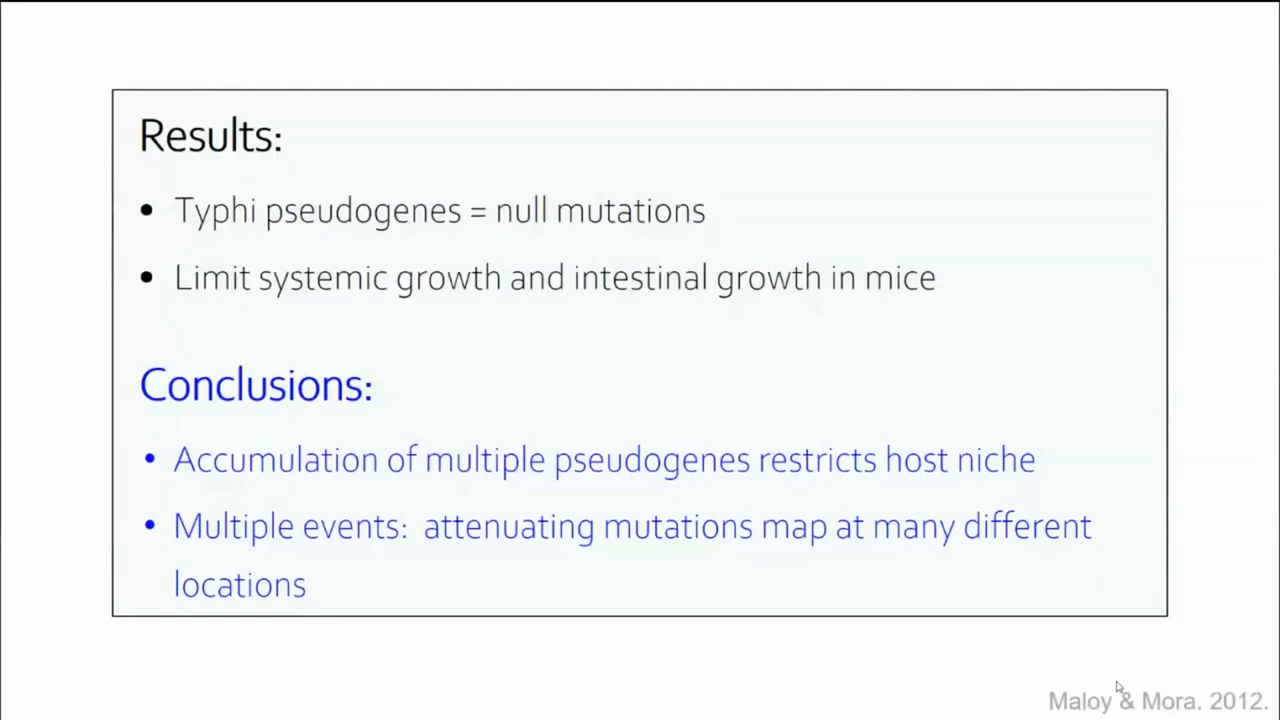 Results:
• Typhi pseudogenes = null mutations
• Limit systemic growth and intestinal growth in mice
Conclusions:
• Accumulation of multiple pseudogenes restricts host niche
• Multiple events:  attenuating mutations map at many different
locations
Maloy & Mora. 2012.